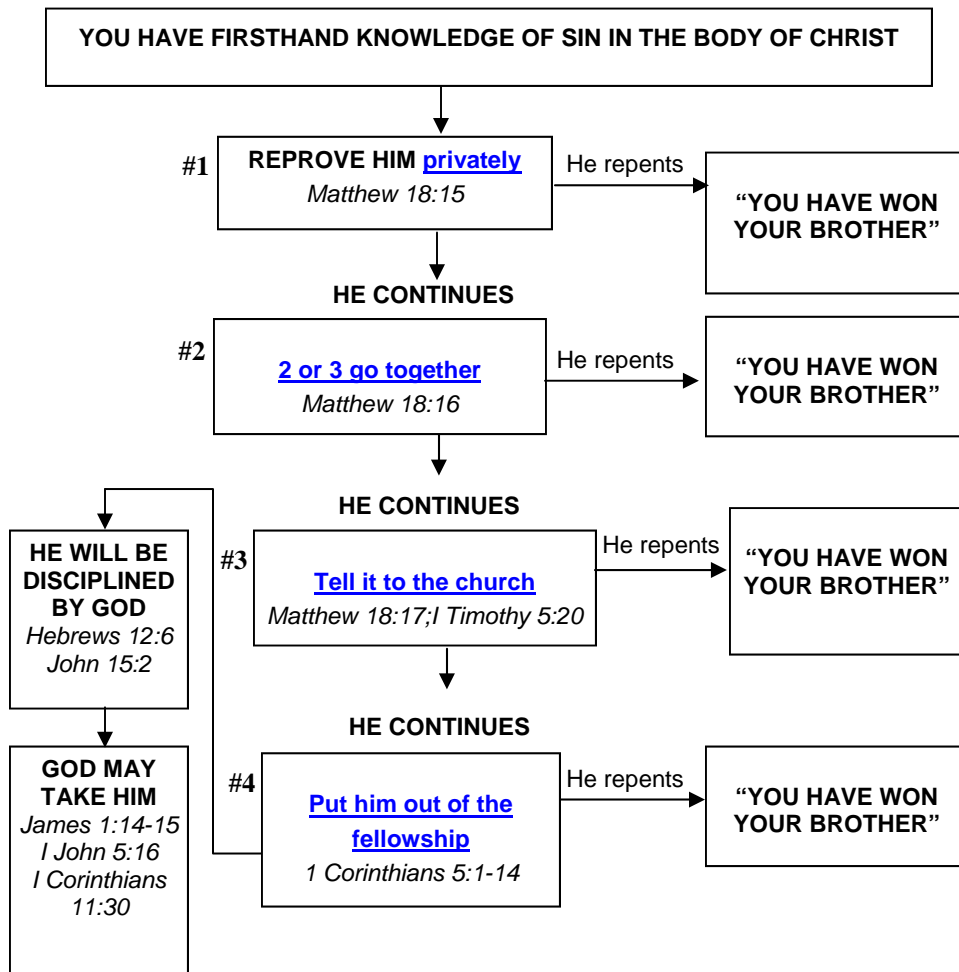 YOU HAVE FIRSTHAND KNOWLEDGE OF SIN IN THE BODY OF CHRIST
#1
REPROVE HIM privately
Matthew 18:15
He repents
“YOU HAVE WON
YOUR BROTHER”
HE CONTINUES
#2
2 or 3 go together
Matthew 18:16
He repents
“YOU HAVE WON
YOUR BROTHER”
HE CONTINUES
#3
Tell it to the church
Matthew 18:17;I Timothy 5:20
He repents
“YOU HAVE WON
YOUR BROTHER”
HE CONTINUES
#4
Put him out of the
fellowship
1 Corinthians 5:1-14
He repents
“YOU HAVE WON
YOUR BROTHER”
HE WILL BE
DISCIPLINED
BY GOD
Hebrews 12:6
John 15:2
GOD MAY
TAKE HIM
James 1:14-15
I John 5:16
I Corinthians
11:30